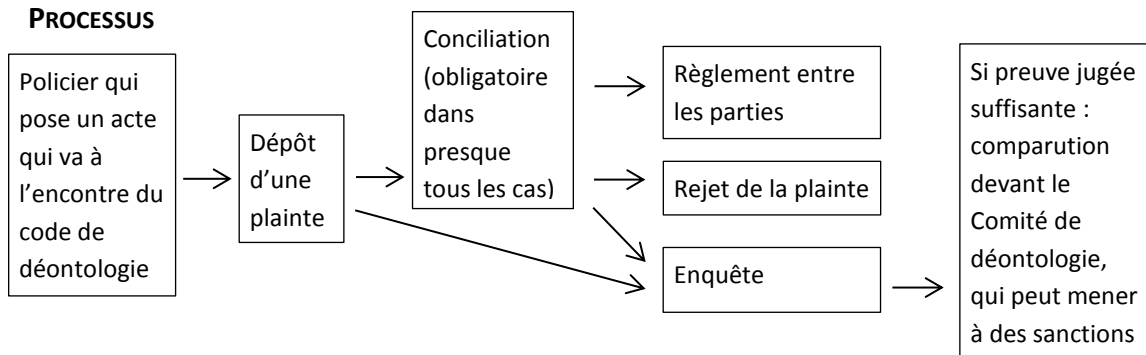 PROCESSUS
Policier qui
pose un acte
qui va à
l’encontre du
code de
déontologie
Dépôt
d’une
plainte
Conciliation
(obligatoire
dans
presque
tous les cas)
Règlement entre
les parties
Rejet de la plainte
Enquête
Si preuve jugée
suffisante :
comparution
devant le
Comité de
déontologie,
qui peut mener
à des sanctions